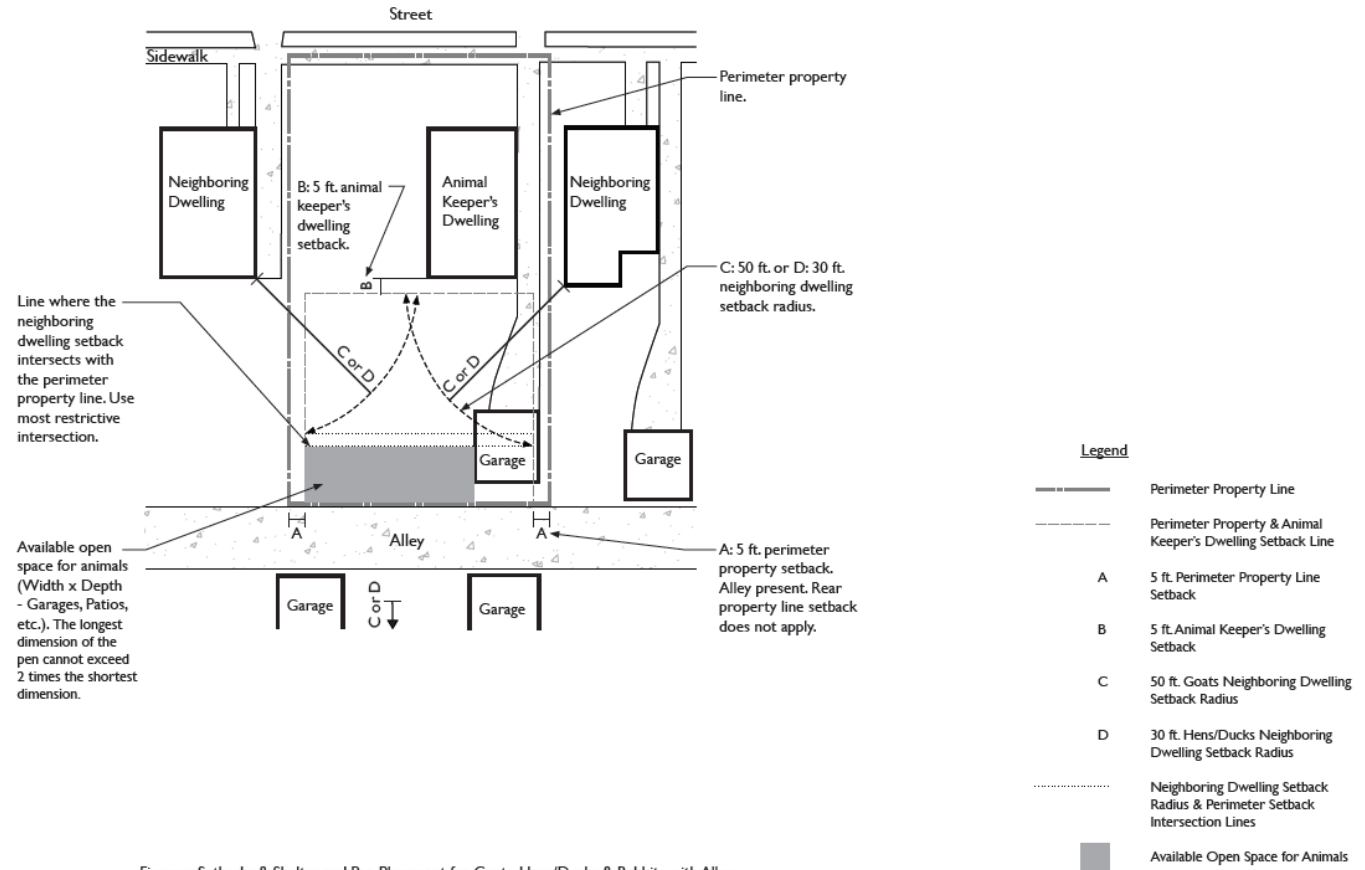 Street
Sidewalk
Perimeter property
line.
Neighboring
Dwelling
B: 5 ft. animal
keeper's
dwelling
setback.
Animal
Keeper's
Dwelling
Neighboring
Dwelling
B
C: 50 ft. or D: 30 ft.
neighboring dwelling
setback radius.
Line where the
neighboring
dwelling setback
intersects with
the perimeter
property line. Use
most restrictive
intersection.
C or D
C or D
Garage
Garage
A
Alley
A
Available open
space for animals
(Width x Depth
- Garages, Patios,
etc.). The longest
dimension of the
pen cannot exceed
2 times the shortest
dimension.
A: 5 ft. perimeter
property setback.
Alley present. Rear
property line setback
does not apply.
Garage
C or D
Garage
Legend
Perimeter Property Line
Perimeter Property & Animal
Keeper's Dwelling Setback Line
A 5 ft. Perimeter Property Line
Setback
B 5 ft. Animal Keeper's Dwelling
Setback
C 50 ft. Goats Neighboring Dwelling
Setback Radius
D 30 ft. Hens/Ducks Neighboring
Dwelling Setback Radius
Neighboring Dwelling Setback
Radius & Perimeter Setback
Intersection Lines
Available Open Space for Animals